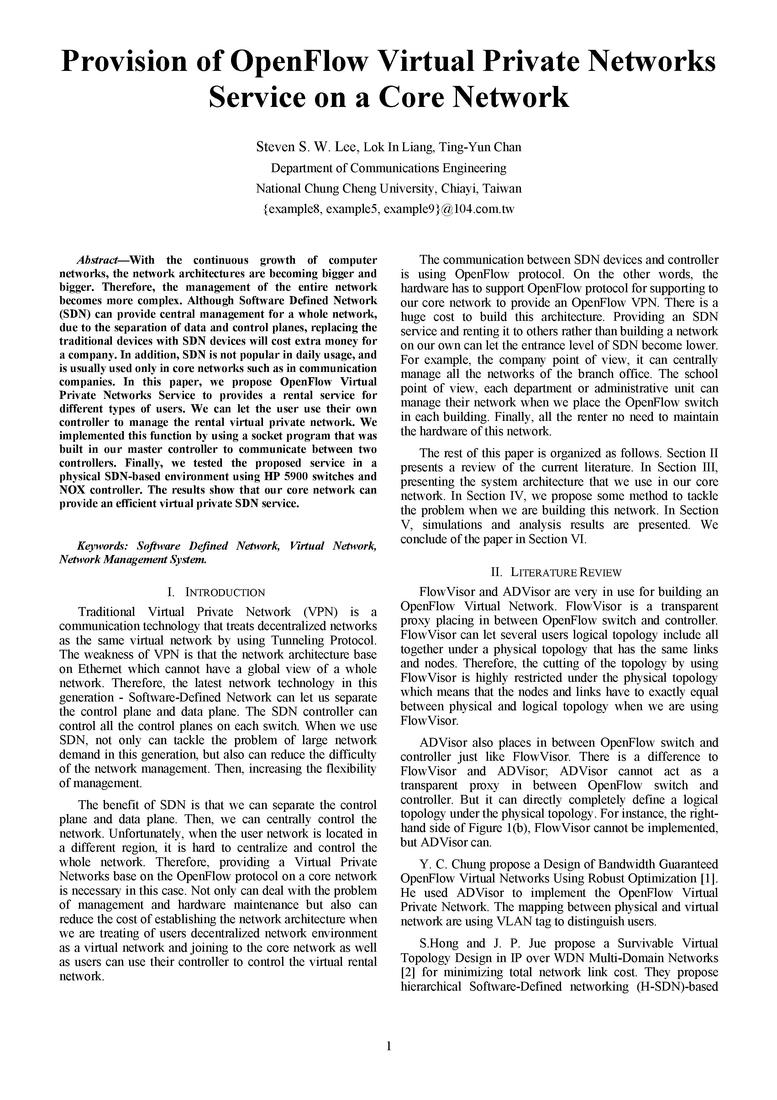 Provision of OpenFlow Virtual Private Networks
Service on a Core Network
Steven S. W. Lee, Lok In Liang, Ting-Yun Chan
Department of Communications Engineering
National Chung Cheng University, Chiayi, Taiwan
{example8, example5, example9}@104.com.tw
Abstract—With the continuous growth of computer
networks, the network architectures are becoming bigger and
bigger. Therefore, the management of the entire network
becomes more complex. Although Software Defined Network
(SDN) can provide central management for a whole network,
due to the separation of data and control planes, replacing the
traditional devices with SDN devices will cost extra money for
a company. In addition, SDN is not popular in daily usage, and
is usually used only in core networks such as in communication
companies. In this paper, we propose OpenFlow Virtual
Private Networks Service to provides a rental service for
different types of users. We can let the user use their own
controller to manage the rental virtual private network. We
implemented this function by using a socket program that was
built in our master controller to communicate between two
controllers. Finally, we tested the proposed service in a
physical SDN-based environment using HP 5900 switches and
NOX controller. The results show that our core network can
provide an efficient virtual private SDN service.
Keywords: Software Defined Network, Virtual Network,
Network Management System.
I. INTRODUCTION
Traditional Virtual Private Network (VPN) is a
communication technology that treats decentralized networks
as the same virtual network by using Tunneling Protocol.
The weakness of VPN is that the network architecture base
on Ethernet which cannot have a global view of a whole
network. Therefore, the latest network technology in this
generation - Software-Defined Network can let us separate
the control plane and data plane. The SDN controller can
control all the control planes on each switch. When we use
SDN, not only can tackle the problem of large network
demand in this generation, but also can reduce the difficulty
of the network management. Then, increasing the flexibility
of management.
The benefit of SDN is that we can separate the control
plane and data plane. Then, we can centrally control the
network. Unfortunately, when the user network is located in
a different region, it is hard to centralize and control the
whole network. Therefore, providing a Virtual Private
Networks base on the OpenFlow protocol on a core network
is necessary in this case. Not only can deal with the problem
of management and hardware maintenance but also can
reduce the cost of establishing the network architecture when
we are treating of users decentralized network environment
as a virtual network and joining to the core network as well
as users can use their controller to control the virtual rental
network.
The communication between SDN devices and controller
is using OpenFlow protocol. On the other words, the
hardware has to support OpenFlow protocol for supporting to
our core network to provide an OpenFlow VPN. There is a
huge cost to build this architecture. Providing an SDN
service and renting it to others rather than building a network
on our own can let the entrance level of SDN become lower.
For example, the company point of view, it can centrally
manage all the networks of the branch office. The school
point of view, each department or administrative unit can
manage their network when we place the OpenFlow switch
in each building. Finally, all the renter no need to maintain
the hardware of this network.
The rest of this paper is organized as follows. Section II
presents a review of the current literature. In Section III,
presenting the system architecture that we use in our core
network. In Section IV, we propose some method to tackle
the problem when we are building this network. In Section
V, simulations and analysis results are presented. We
conclude of the paper in Section VI.
II. LITERATURE REVIEW
FlowVisor and ADVisor are very in use for building an
OpenFlow Virtual Network. FlowVisor is a transparent
proxy placing in between OpenFlow switch and controller.
FlowVisor can let several users logical topology include all
together under a physical topology that has the same links
and nodes. Therefore, the cutting of the topology by using
FlowVisor is highly restricted under the physical topology
which means that the nodes and links have to exactly equal
between physical and logical topology when we are using
FlowVisor.
ADVisor also places in between OpenFlow switch and
controller just like FlowVisor. There is a difference to
FlowVisor and ADVisor; ADVisor cannot act as a
transparent proxy in between OpenFlow switch and
controller. But it can directly completely define a logical
topology under the physical topology. For instance, the right-
hand side of Figure 1(b), FlowVisor cannot be implemented,
but ADVisor can.
Y. C. Chung propose a Design of Bandwidth Guaranteed
OpenFlow Virtual Networks Using Robust Optimization [1].
He used ADVisor to implement the OpenFlow Virtual
Private Network. The mapping between physical and virtual
network are using VLAN tag to distinguish users.
S.Hong and J. P. Jue propose a Survivable Virtual
Topology Design in IP over WDN Multi-Domain Networks
[2] for minimizing total network link cost. They propose
hierarchical Software-Defined networking (H-SDN)-based
1